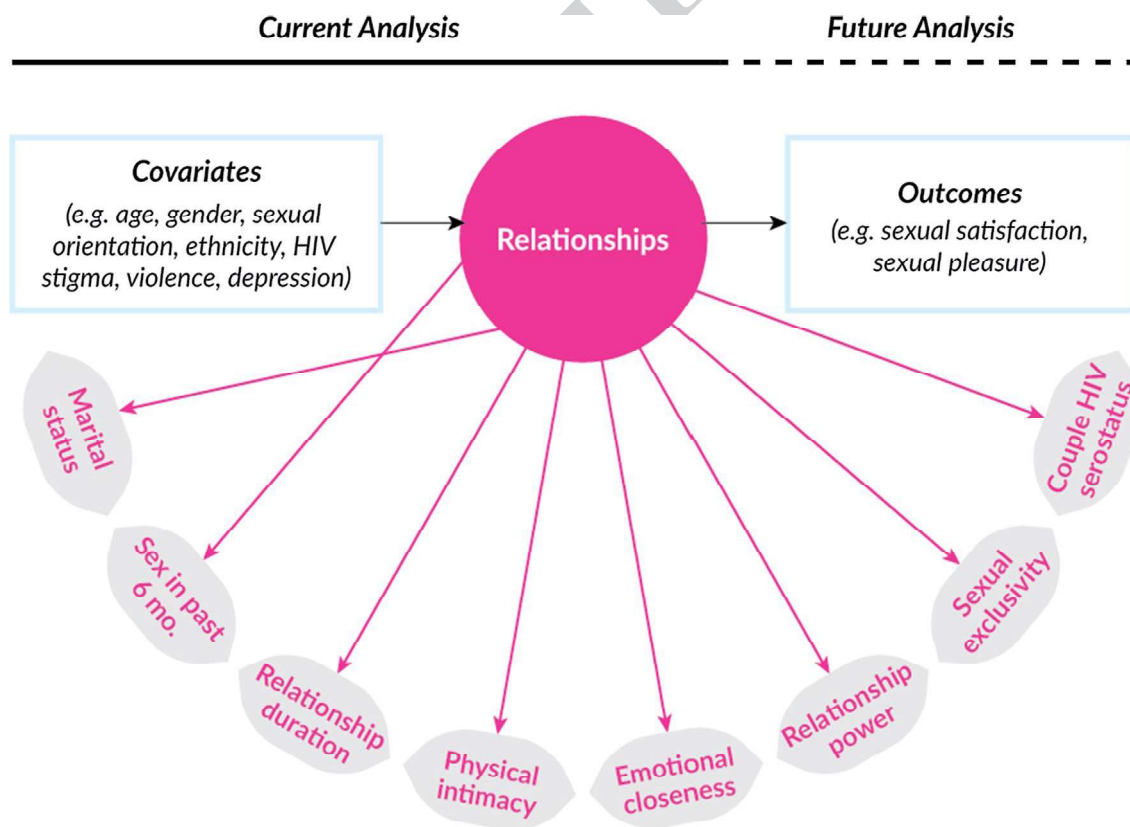 Current Analysis
Future Analysis
Covariates
(e.g. age, gender, sexual
orientation, ethnicity, HIV
stigma, violence, depression)
Relationships
Outcomes
(e.g. sexual satisfaction,
sexual pleasure)
Marital
status
Sex in past
6 mo.
Relationship
duration
Physical
intimacy
Emotional
closeness
Relationship
power
Sexual
exclusivity
Couple HIV
serostatus